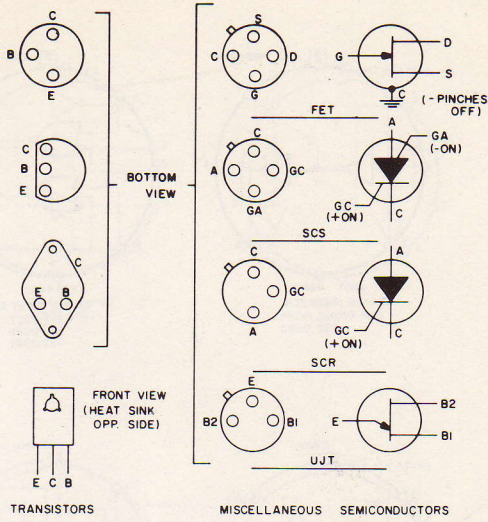 C
B
E
C
B
E
C
E B
BOTTOM
VIEW
FRONT VIEW
(HEAT SINK
OPP. SIDE)
E C B
TRANSISTORS
S
C D
G
G
D
S
C
(-PINCHES
OFF)
FET
C
A GC
GA
A
GA
(-ON)
GC
(+ON)
C
SCS
C
GC
A
A
GC
(+ON)
C
SCR
E
B2 B1
E
B2
B1
UJT
MISCELLANEOUS SEMICONDUCTORS